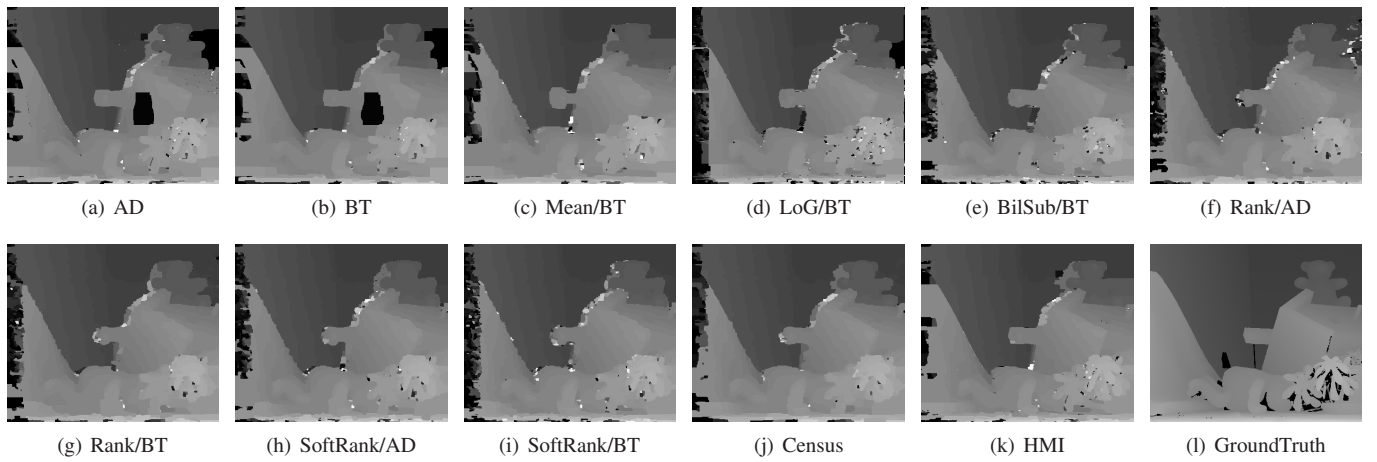 (a) AD (b) BT (c) Mean/BT (d) LoG/BT (e) BilSub/BT (f) Rank/AD
(g) Rank/BT (h) SoftRank/AD (i) SoftRank/BT (j) Census (k) HMI (l) GroundTruth